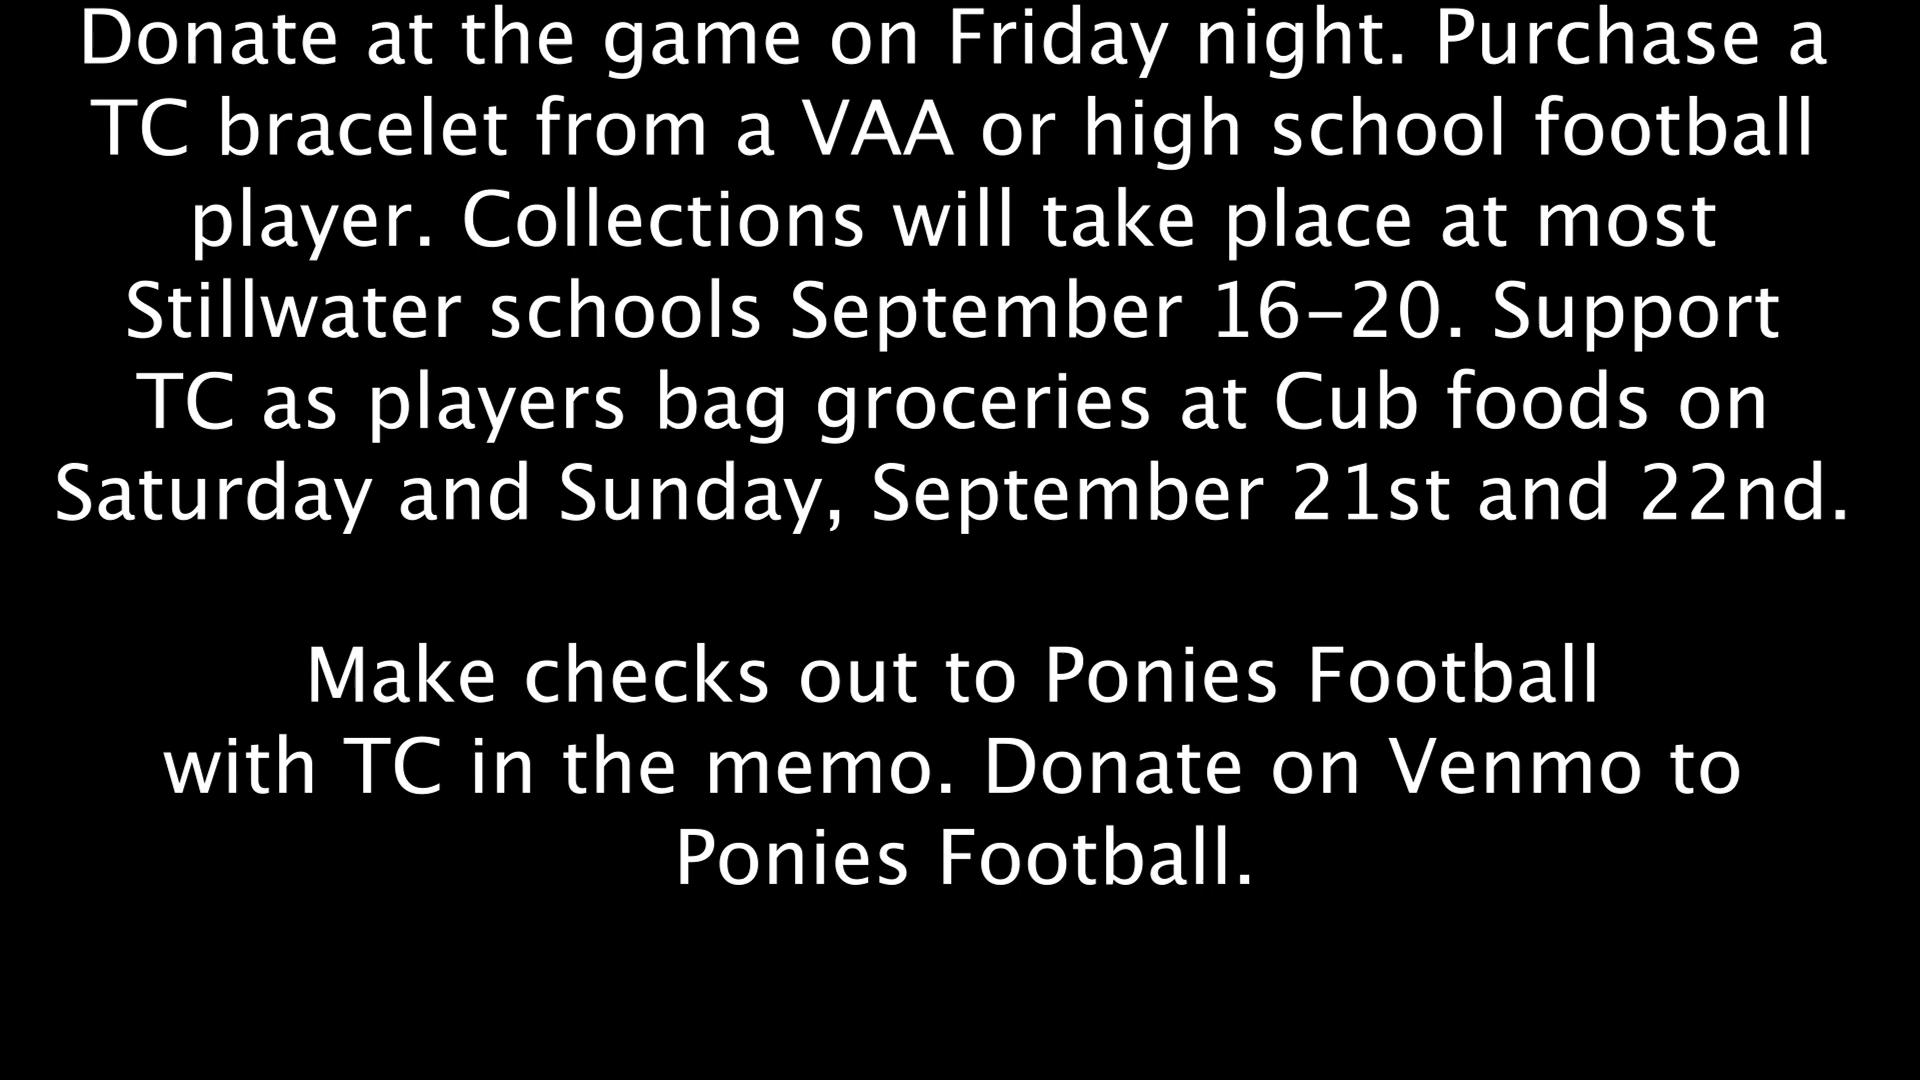 Donate at the game on Friday night. Purchase a
TC bracelet from a VAA or high school football
player. Collections will take place at most
Stillwater schools September 16-20. Support
TC as players bag groceries at Cub foods on
Saturday and Sunday, September 21st and 22nd.
Make checks out to Ponies Football
with TC in the memo. Donate on Venmo to
Ponies Football.